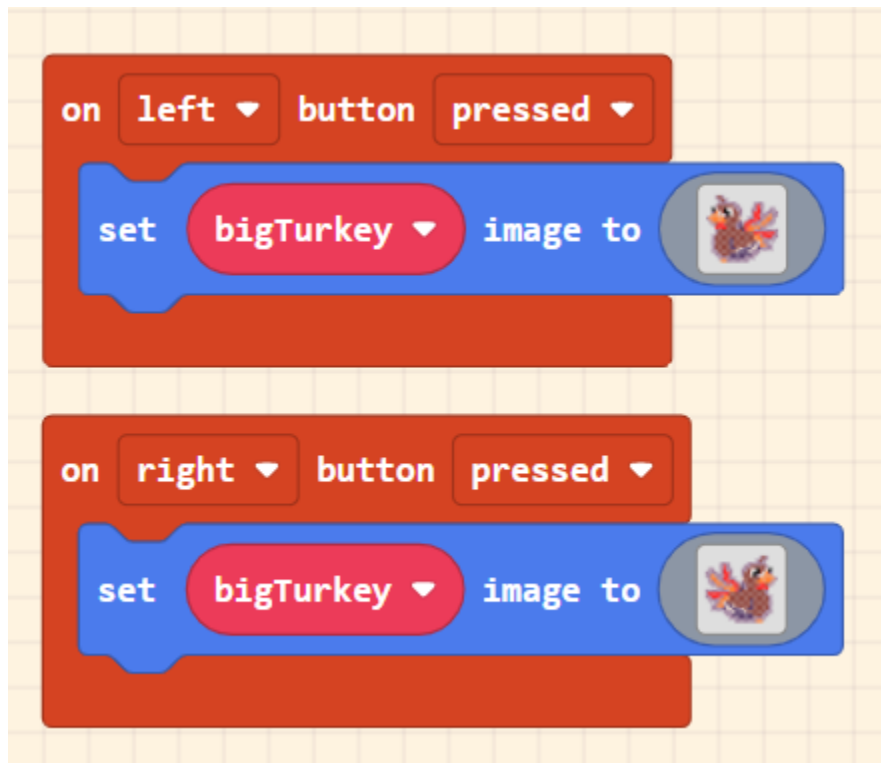 on left button pressed
set bigTurkey image to
on right button pressed
set bigTurkey image to